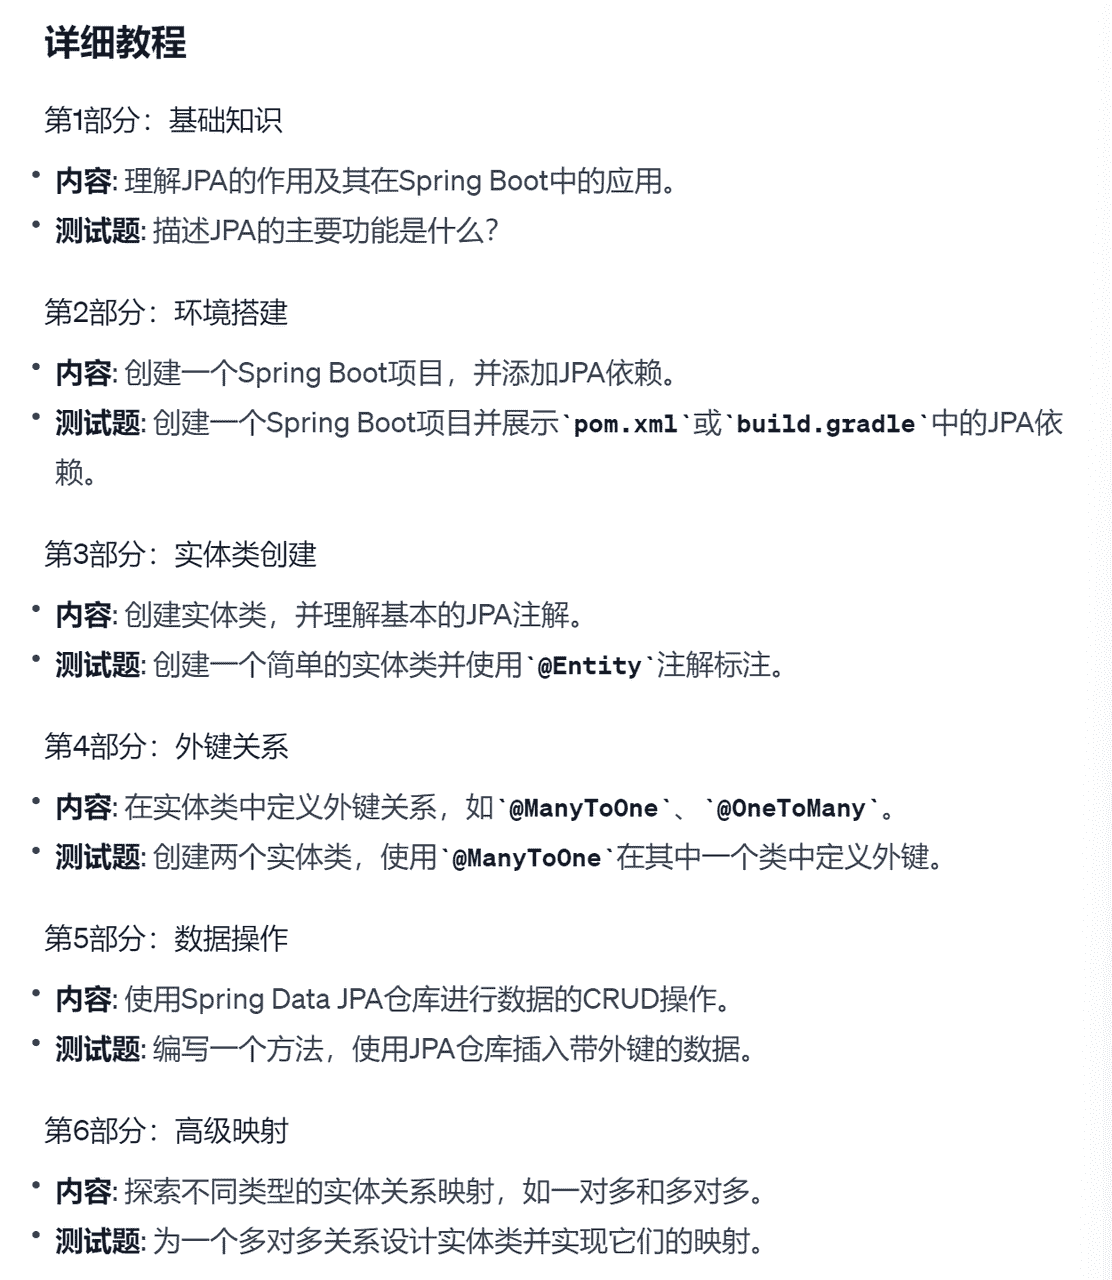 详细教程
第1部分：基础知识
• 内容: 理解JPA的作用及其在Spring Boot中的应用。
• 测试题: 描述JPA的主要功能是什么？
第2部分：环境搭建
• 内容: 创建一个Spring Boot项目，并添加JPA依赖。
• 测试题: 创建一个Spring Boot项目并展示`pom.xml`或`build.gradle`中的JPA依
赖。
第3部分：实体类创建
• 内容: 创建实体类，并理解基本的JPA注解。
• 测试题: 创建一个简单的实体类并使用`@Entity`注解标注。
第4部分：外键关系
• 内容: 在实体类中定义外键关系，如`@ManyToOne`、`@OneToMany`。
• 测试题: 创建两个实体类，使用`@ManyToOne`在其中一个类中定义外键。
第5部分：数据操作
• 内容: 使用Spring Data JPA仓库进行数据的CRUD操作。
• 测试题: 编写一个方法，使用JPA仓库插入带外键的数据。
第6部分：高级映射
• 内容: 探索不同类型的实体关系映射，如一对多和多对多。
• 测试题: 为一个多对多关系设计实体类并实现它们的映射。